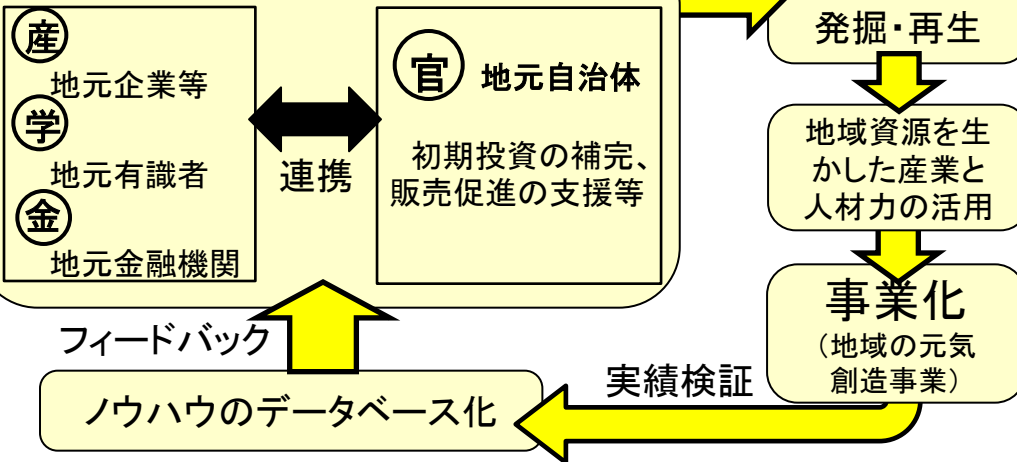 産
地元企業等
学
地元有識者
金
地元金融機関
連携
官 地元自治体
初期投資の補完、
販売促進の支援等
発掘・再生
地域資源を生
かした産業と
人材力の活用
事業化
（地域の元気
創造事業）
実績検証
ノウハウのデータベース化
フィードバック